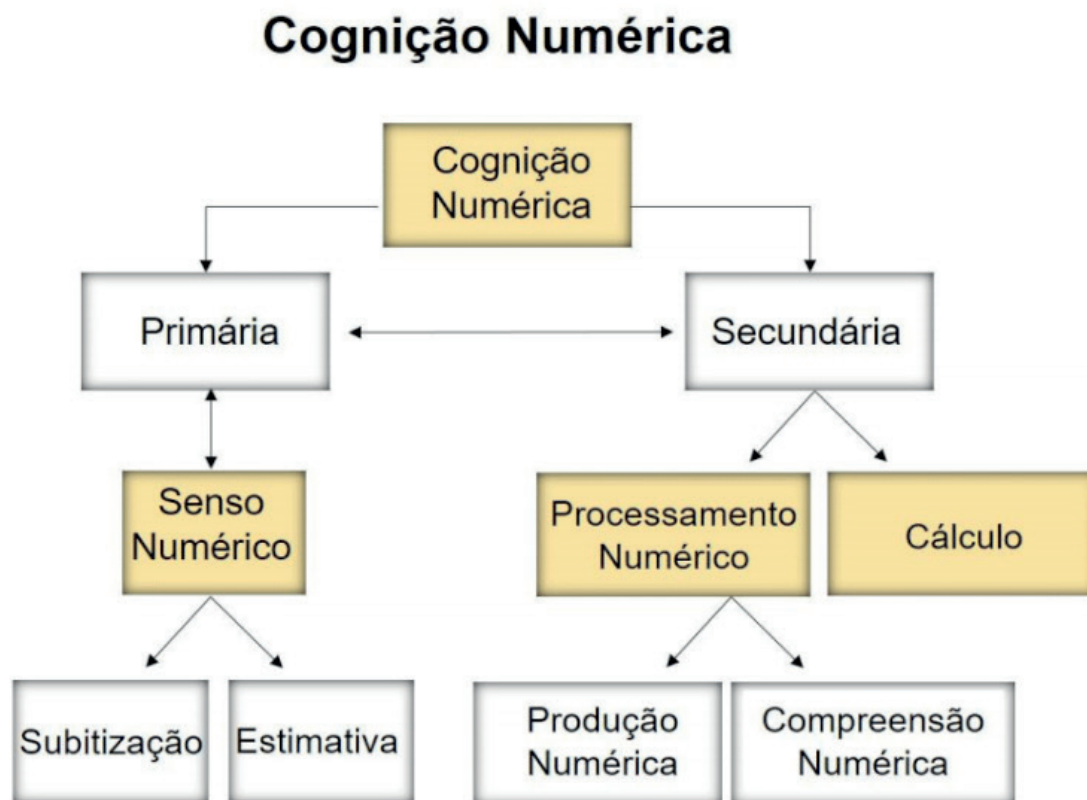 Cognição Numérica
Cognição
Numérica
Primária
Secundária
Senso
Numérico
Processamento
Numérico
Cálculo
Subitização
Estimativa
Produção
Numérica
Compreensão
Numérica